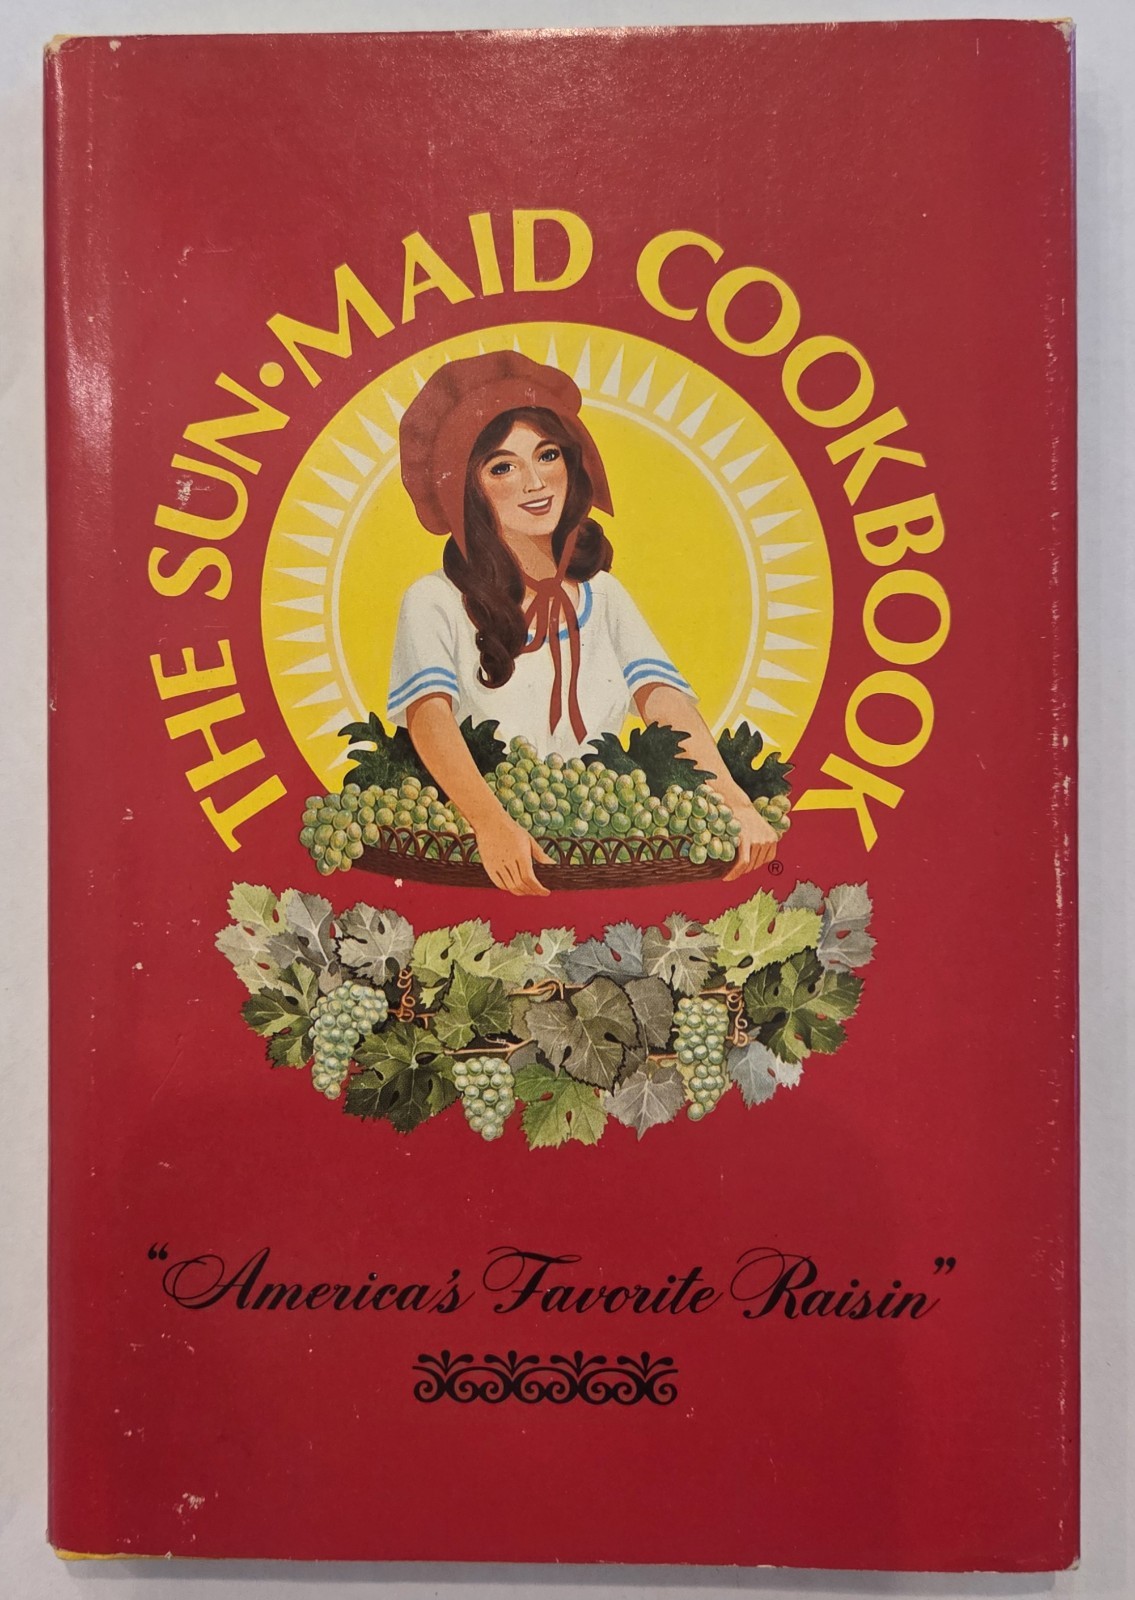 THE SUN•MAID COOKBOOK
®
“America's Favorite Raisin”